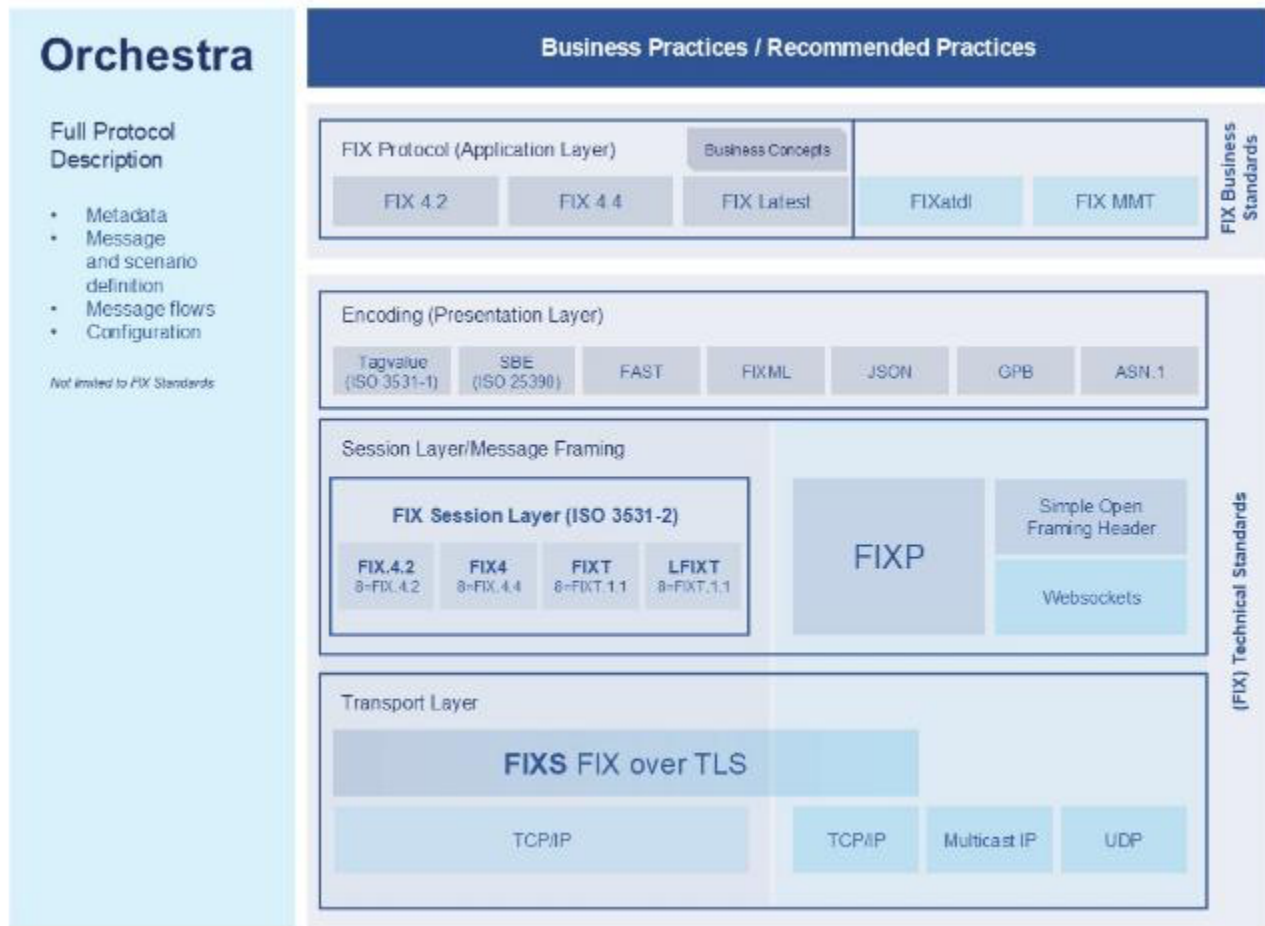 Orchestra
Full Protocol
Description
• Metadata
• Message
and scenario
definition
• Message flows
• Configuration
Not limited to FIX Standards
Business Practices / Recommended Practices
FIX Protocol (Application Layer)
Business Concepts
FIX 4.2
FIX 4.4
FIX Latest
FIXatdl
FIX MMT
FIX Business
Standards
Encoding (Presentation Layer)
Tagvalue
(ISO 3531-1)
SBE
(ISO 25390)
FAST
FIXML
JSON
GPB
ASN.1
Session Layer/Message Framing
FIX Session Layer (ISO 3531-2)
FIX.4.2
8=FIX.4.2
FIX4
8=FIX.4.4
FIXT
8=FIXT.1.1
LFIXT
8=FIXT.1.1
FIXP
Simple Open
Framing Header
Websockets
(FIX) Technical Standards
Transport Layer
FIXS FIX over TLS
TCP/IP
TCP/IP
Multicast IP
UDP